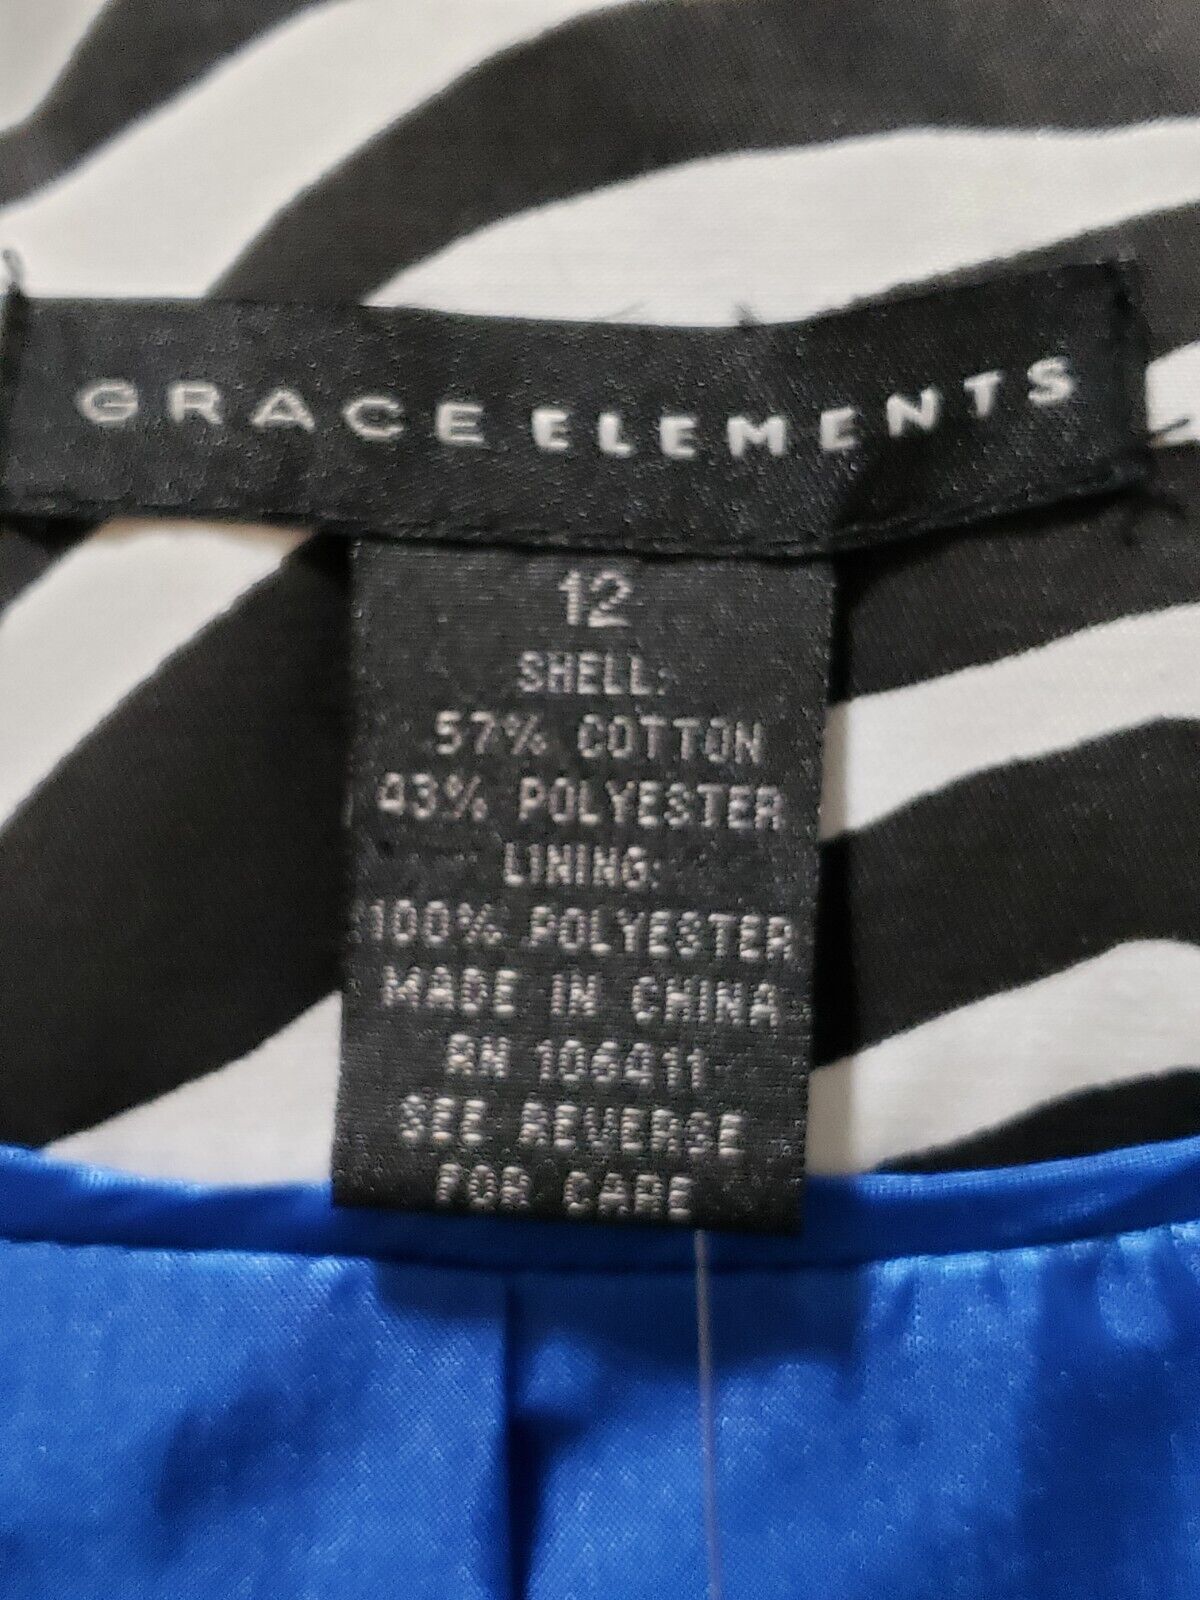 GRACE ELEMENTS
12
SHELL:
57% COTTON
43% POLYESTER
LINING:
100% POLYESTER
MADE IN CHINA
RN 106411
SEE REVERSE
FOR CARE